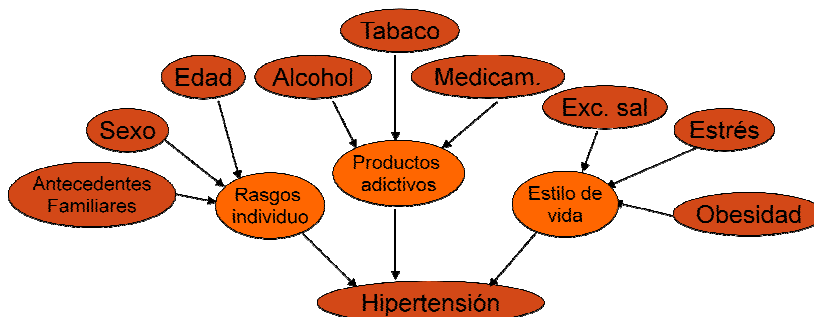 Tabaco
Edad
Alcohol
Medicam.
Exc. sal
Sexo
Estrés
Productos
adictivos
Antecedentes
Familiares
Rasgos
individuo
Estilo de
vida
Obesidad
Hipertensión